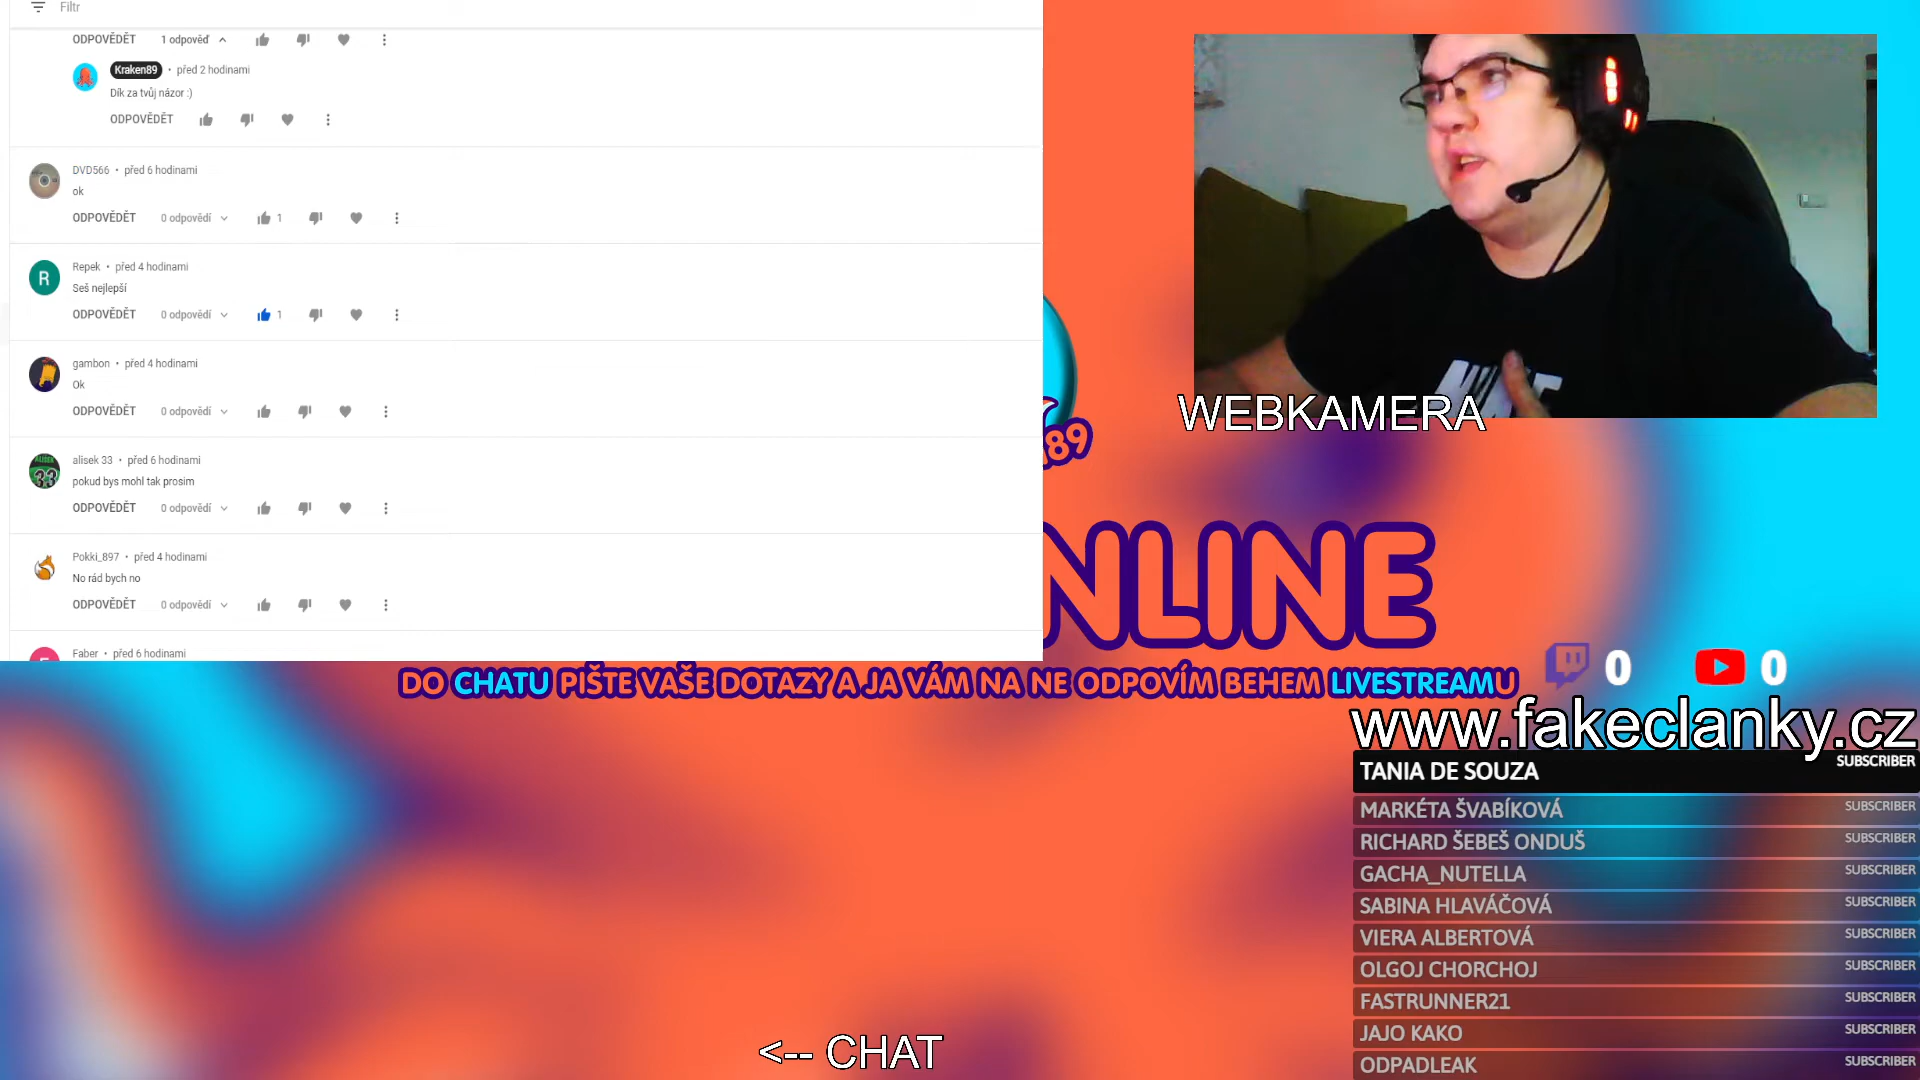 Filtr
ODPOVĚDĚT 1 odpověď
Kraken89 • před 2 hodinami
Dík za tvůj názor :)
ODPOVĚDĚT
DVD566 • před 6 hodinami
ok
ODPOVĚDĚT 0 odpovědí 1
R
Repek • před 4 hodinami
Seš nejlepší
ODPOVĚDĚT 0 odpovědí 1
gambon • před 4 hodinami
Ok
ODPOVĚDĚT 0 odpovědí
33
alisek 33 • před 6 hodinami
pokud bys mohl tak prosim
ODPOVĚDĚT 0 odpovědí
Pokki_897 • před 4 hodinami
No rád bych no
ODPOVĚDĚT 0 odpovědí
Faber • před 6 hodinami
WEBKAMERA
89
NLINE
DO CHATU PIŠTE VAŠE DOTAZY A JA VÁM NA NE ODPOVÍM BEHEM LIVESTREAMU
0 0
www.fakeclanky.cz
TANIA DE SOUZA SUBSCRIBER
MARKÉTA ŠVABÍKOVÁ SUBSCRIBER
RICHARD ŠEBEŠ ONDUŠ SUBSCRIBER
GACHA_NUTELLA SUBSCRIBER
SABINA HLAVÁČOVÁ SUBSCRIBER
VIERA ALBERTOVÁ SUBSCRIBER
OLGOJ CHORCHOJ SUBSCRIBER
FASTRUNNER21 SUBSCRIBER
JAJO KAKO SUBSCRIBER
ODPADLEAK SUBSCRIBER
<-- CHAT